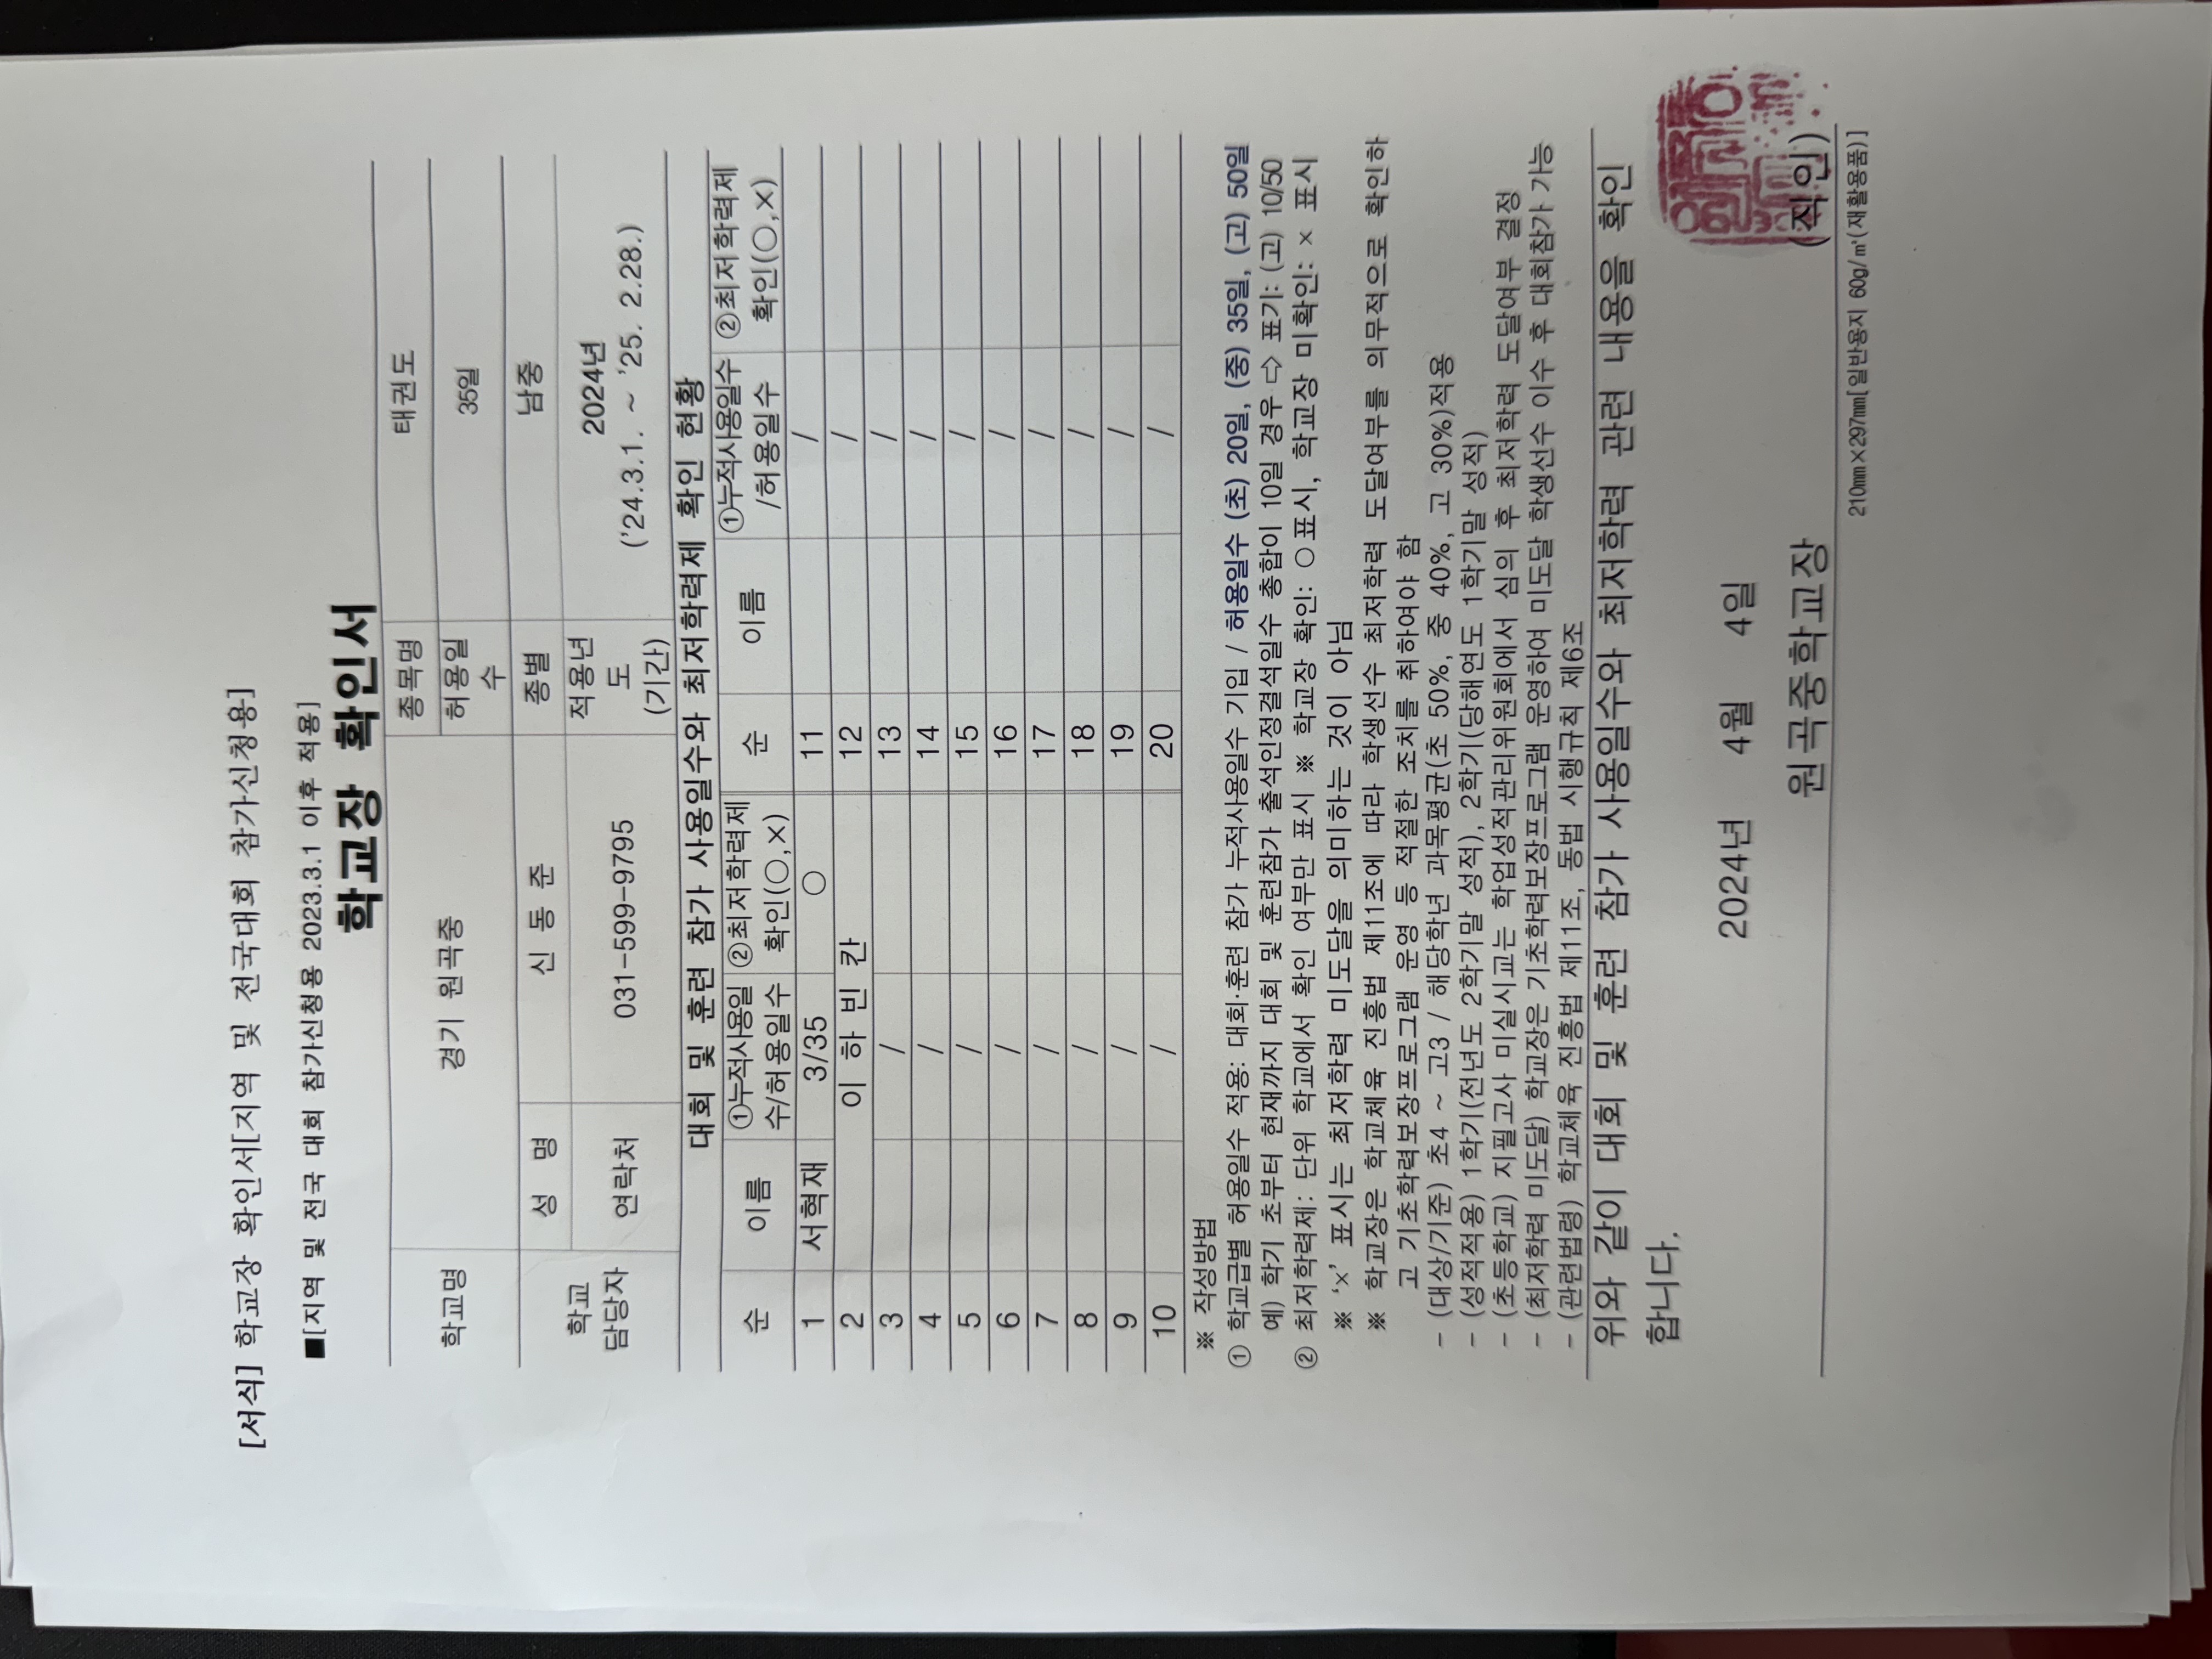 [서식] 학교장 확인서[지역 및 전국대회 참가신청용]
■[지역 및 전국 대회 참가신청용 2023.3.1 이후 적용]
학교장 확인서
학교명 경기 원곡중 종목명 태권도
허용일수 35일
학교 담당자 성 명 신 동 준 종별 남중
연락처 031-599-9795 적용년도 (기간) 2024년 ('24.3.1. ~ '25. 2.28.)
대회 및 훈련 참가 사용일수와 최저학력제 확인 현황
순 이름 ①누적사용일수/허용일수 ②최저학력제 확인(○,×) 순 이름 ①누적사용일수/허용일수 ②최저학력제 확인(○,×)
1 서혁재 3/35 ○ 11 /
2 이 하 빈 칸 12 /
3 / 13 /
4 / 14 /
5 / 15 /
6 / 16 /
7 / 17 /
8 / 18 /
9 / 19 /
10 / 20 /
※ 작성방법
① 학교급별 허용일수 적용: 대회·훈련 참가 누적사용일수 기입 / 허용일수 (초) 20일, (중) 35일, (고) 50일
예) 학기 초부터 현재까지 대회 및 훈련참가 출석인정결석일수 총합이 10일 경우 ⇨ 표기: (고) 10/50
② 최저학력제: 단위 학교에서 확인 여부만 표시 ※ 학교장 확인: ○표시, 학교장 미확인: × 표시
※ '×' 표시는 최저학력 미도달을 의미하는 것이 아님
※ 학교장은 학교체육 진흥법 제11조에 따라 학생선수 최저학력 도달여부를 의무적으로 확인하
고 기초학력보장프로그램 운영 등 적절한 조치를 취하여야 함
- (대상/기준) 초4 ~ 고3 / 해당학년 과목평균(초 50%, 중 40%, 고 30%)적용
- (성적적용) 1학기(전년도 2학기말 성적), 2학기(당해연도 1학기말 성적)
- (초등학교) 지필고사 미실시교는 학업성적관리위원회에서 심의 후 최저학력 도달여부 결정
- (최저학력 미도달) 학교장은 기초학력보장프로그램 운영하여 미도달 학생선수 이수 후 대회참가 가능
- (관련법령) 학교체육 진흥법 제11조, 동법 시행규칙 제6조
위와 같이 대회 및 훈련 참가 사용일수와 최저학력 관련 내용을 확인
합니다.
2024년 4월 4일
원곡중학교장 (직인)
210㎜×297㎜[일반용지 60g/㎡(재활용품)]